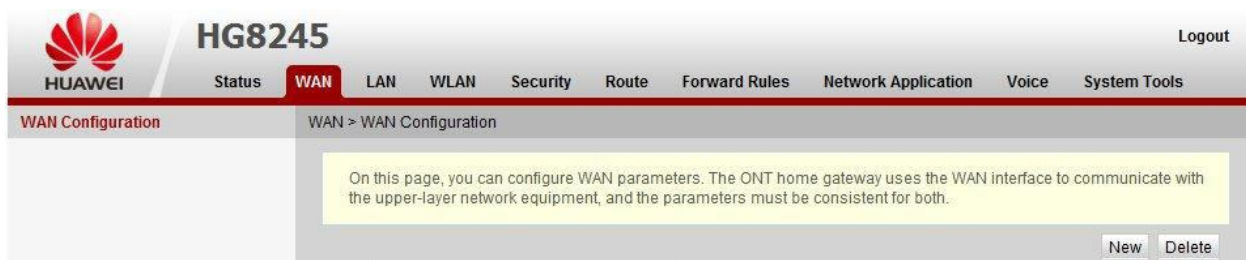 HUAWEI
HG8245
Logout
Status WAN LAN WLAN Security Route Forward Rules Network Application Voice System Tools
WAN Configuration
WAN > WAN Configuration
On this page, you can configure WAN parameters. The ONT home gateway uses the WAN interface to communicate with
the upper-layer network equipment, and the parameters must be consistent for both.
New Delete